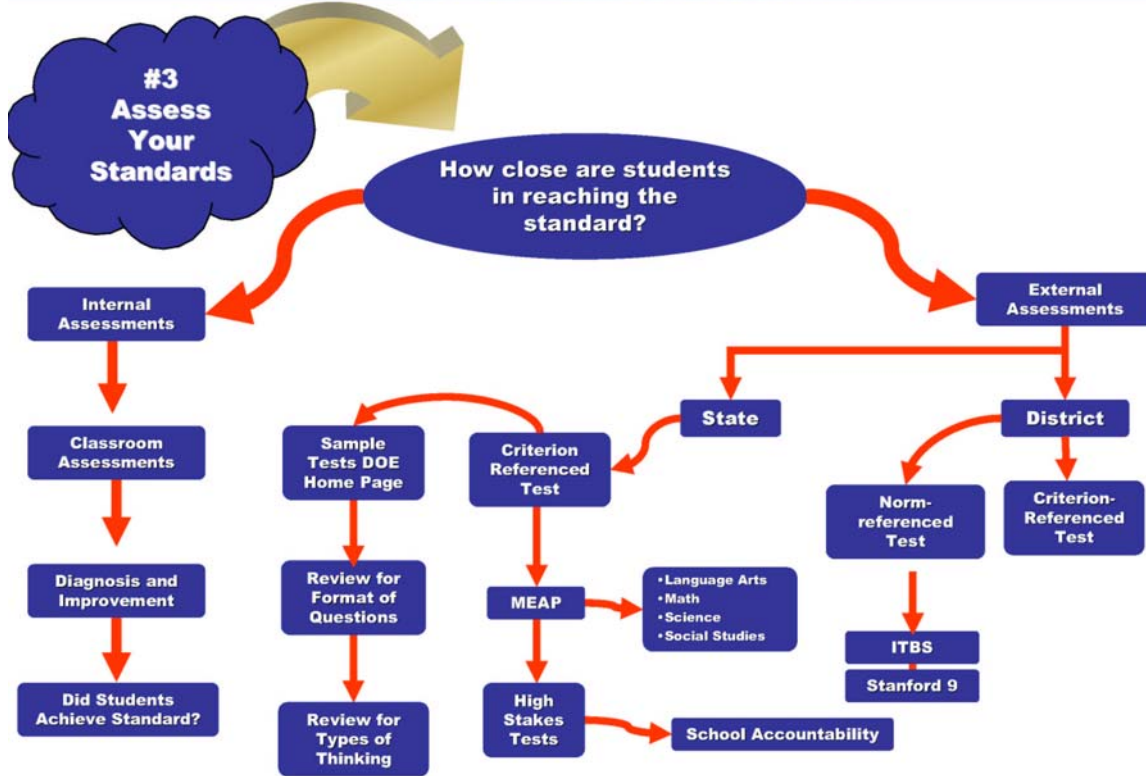 #3
Assess
Your
Standards
How close are students
in reaching the
standard?
Internal
Assessments
External
Assessments
State
District
Classroom
Assessments
Sample
Tests DOE
Home Page
Criterion
Referenced
Test
Norm-
referenced
Test
Criterion-
Referenced
Test
Diagnosis and
Improvement
Review for
Format of
Questions
MEAP
•Language Arts
•Math
•Science
•Social Studies
ITBS
Stanford 9
Did Students
Achieve Standard?
Review for
Types of
Thinking
High
Stakes
Tests
School Accountability